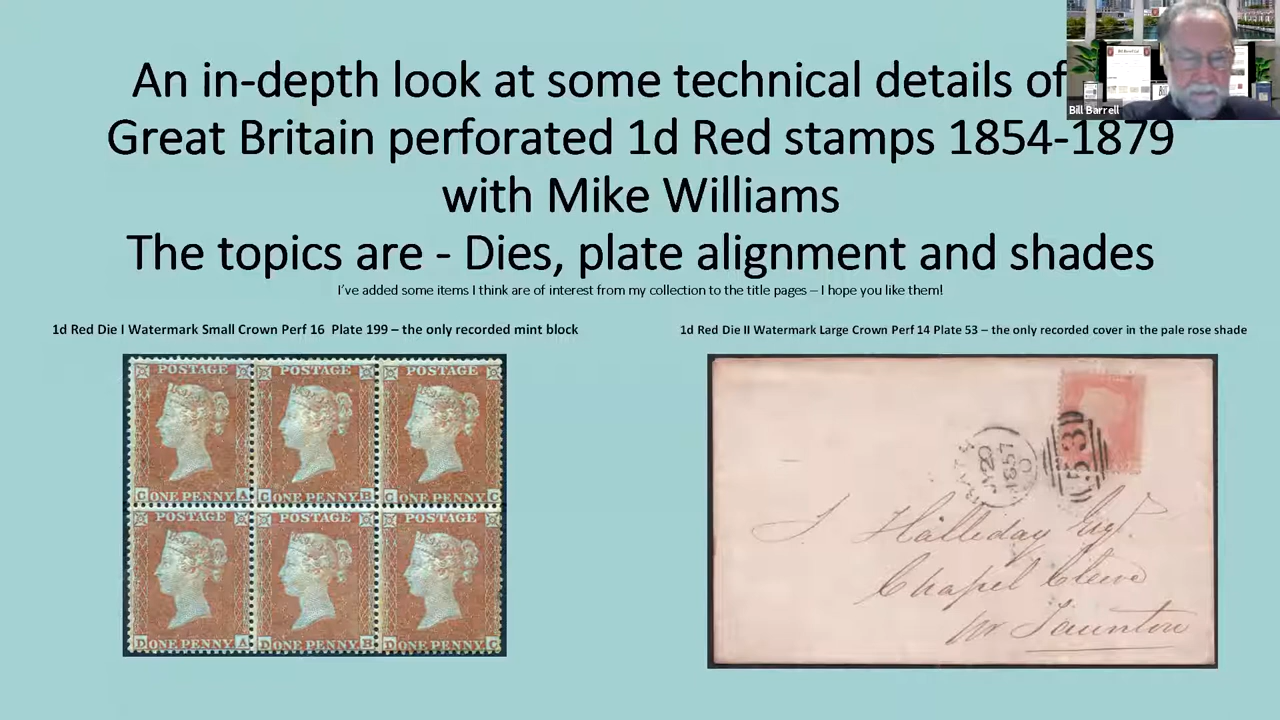 An in-depth look at some technical details of
Great Britain perforated 1d Red stamps 1854-1879
with Mike Williams
The topics are - Dies, plate alignment and shades
I've added some items I think are of interest from my collection to the title pages – I hope you like them!
Bill Barrell
1d Red Die I Watermark Small Crown Perf 16 Plate 199 – the only recorded mint block
1d Red Die II Watermark Large Crown Perf 14 Plate 53 – the only recorded cover in the pale rose shade
POSTAGE POSTAGE POSTAGE
C ONE PENNY A C ONE PENNY B C ONE PENNY C
POSTAGE POSTAGE POSTAGE
D ONE PENNY A D ONE PENNY B D ONE PENNY C
J Halliday Esqr.
Chapel Cleeve
nr Taunton